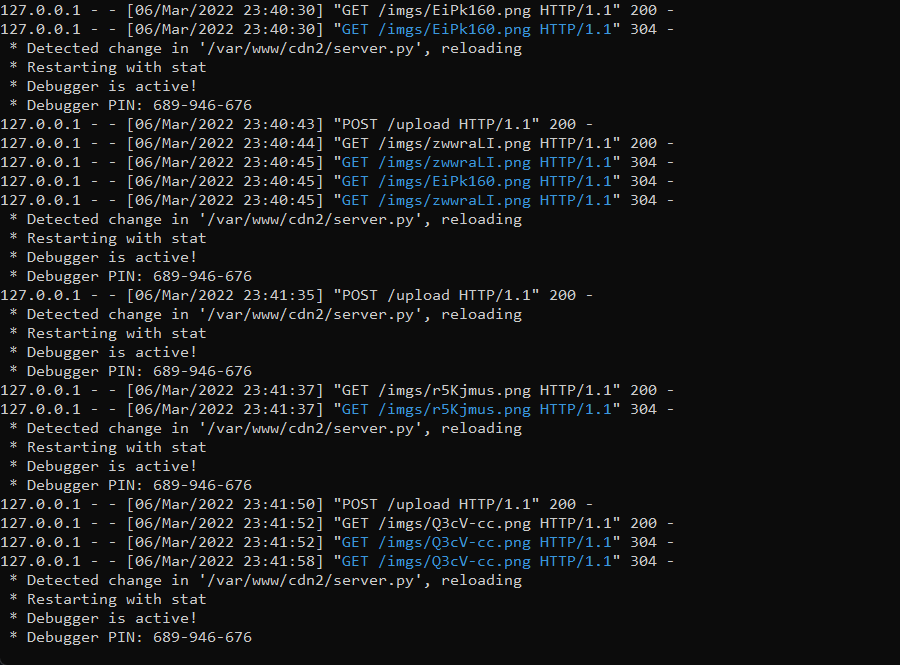 127.0.0.1 - - [06/Mar/2022 23:40:30] "GET /imgs/EiPk160.png HTTP/1.1" 200 -
127.0.0.1 - - [06/Mar/2022 23:40:30] "GET /imgs/EiPk160.png HTTP/1.1" 304 -
 * Detected change in '/var/www/cdn2/server.py', reloading
 * Restarting with stat
 * Debugger is active!
 * Debugger PIN: 689-946-676
127.0.0.1 - - [06/Mar/2022 23:40:43] "POST /upload HTTP/1.1" 200 -
127.0.0.1 - - [06/Mar/2022 23:40:44] "GET /imgs/zwwraLI.png HTTP/1.1" 200 -
127.0.0.1 - - [06/Mar/2022 23:40:45] "GET /imgs/zwwraLI.png HTTP/1.1" 304 -
127.0.0.1 - - [06/Mar/2022 23:40:45] "GET /imgs/EiPk160.png HTTP/1.1" 304 -
127.0.0.1 - - [06/Mar/2022 23:40:45] "GET /imgs/zwwraLI.png HTTP/1.1" 304 -
 * Detected change in '/var/www/cdn2/server.py', reloading
 * Restarting with stat
 * Debugger is active!
 * Debugger PIN: 689-946-676
127.0.0.1 - - [06/Mar/2022 23:41:35] "POST /upload HTTP/1.1" 200 -
 * Detected change in '/var/www/cdn2/server.py', reloading
 * Restarting with stat
 * Debugger is active!
 * Debugger PIN: 689-946-676
127.0.0.1 - - [06/Mar/2022 23:41:37] "GET /imgs/r5Kjmus.png HTTP/1.1" 200 -
127.0.0.1 - - [06/Mar/2022 23:41:37] "GET /imgs/r5Kjmus.png HTTP/1.1" 304 -
 * Detected change in '/var/www/cdn2/server.py', reloading
 * Restarting with stat
 * Debugger is active!
 * Debugger PIN: 689-946-676
127.0.0.1 - - [06/Mar/2022 23:41:50] "POST /upload HTTP/1.1" 200 -
127.0.0.1 - - [06/Mar/2022 23:41:52] "GET /imgs/Q3cV-cc.png HTTP/1.1" 200 -
127.0.0.1 - - [06/Mar/2022 23:41:52] "GET /imgs/Q3cV-cc.png HTTP/1.1" 304 -
127.0.0.1 - - [06/Mar/2022 23:41:58] "GET /imgs/Q3cV-cc.png HTTP/1.1" 304 -
 * Detected change in '/var/www/cdn2/server.py', reloading
 * Restarting with stat
 * Debugger is active!
 * Debugger PIN: 689-946-676